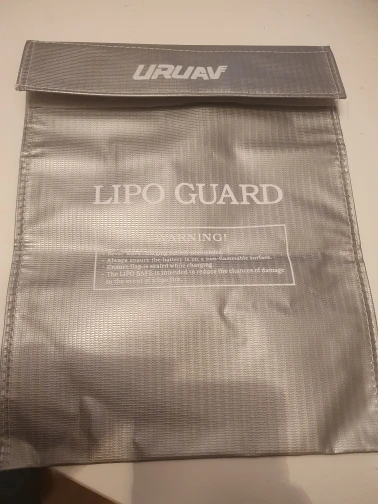 URUAV
LIPO GUARD
WARNING!
Always ensure the battery is on a non-flammable surface.
Ensure flap is sealed while charging
The LIPO SAFE is intended to reduce the chances of damage
in the event of